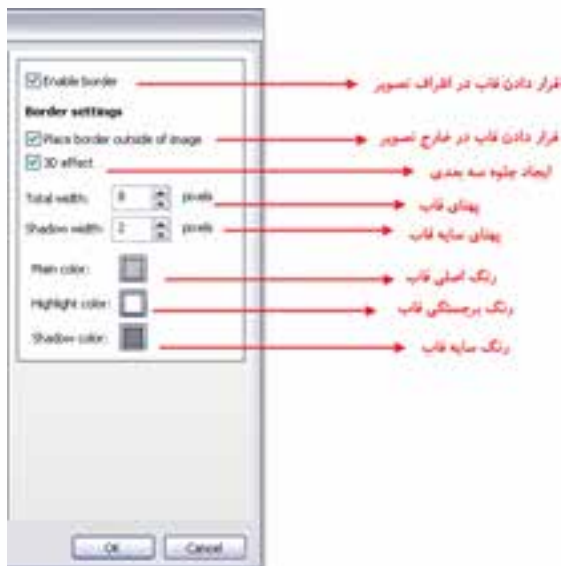 Enable border
قرار دادن قاب در اطراف تصویر
Border settings
Place border outside of image
قرار دادن قاب در خارج تصویر
3D effect
ایجاد جلوه سه بعدی
Total width: 8 pixels
پهنای قاب
Shadow width: 2 pixels
پهنای سایه قاب
Main color:
رنگ اصلی قاب
Highlight color:
رنگ برجستگی قاب
Shadow color:
رنگ سایه قاب
OK
Cancel